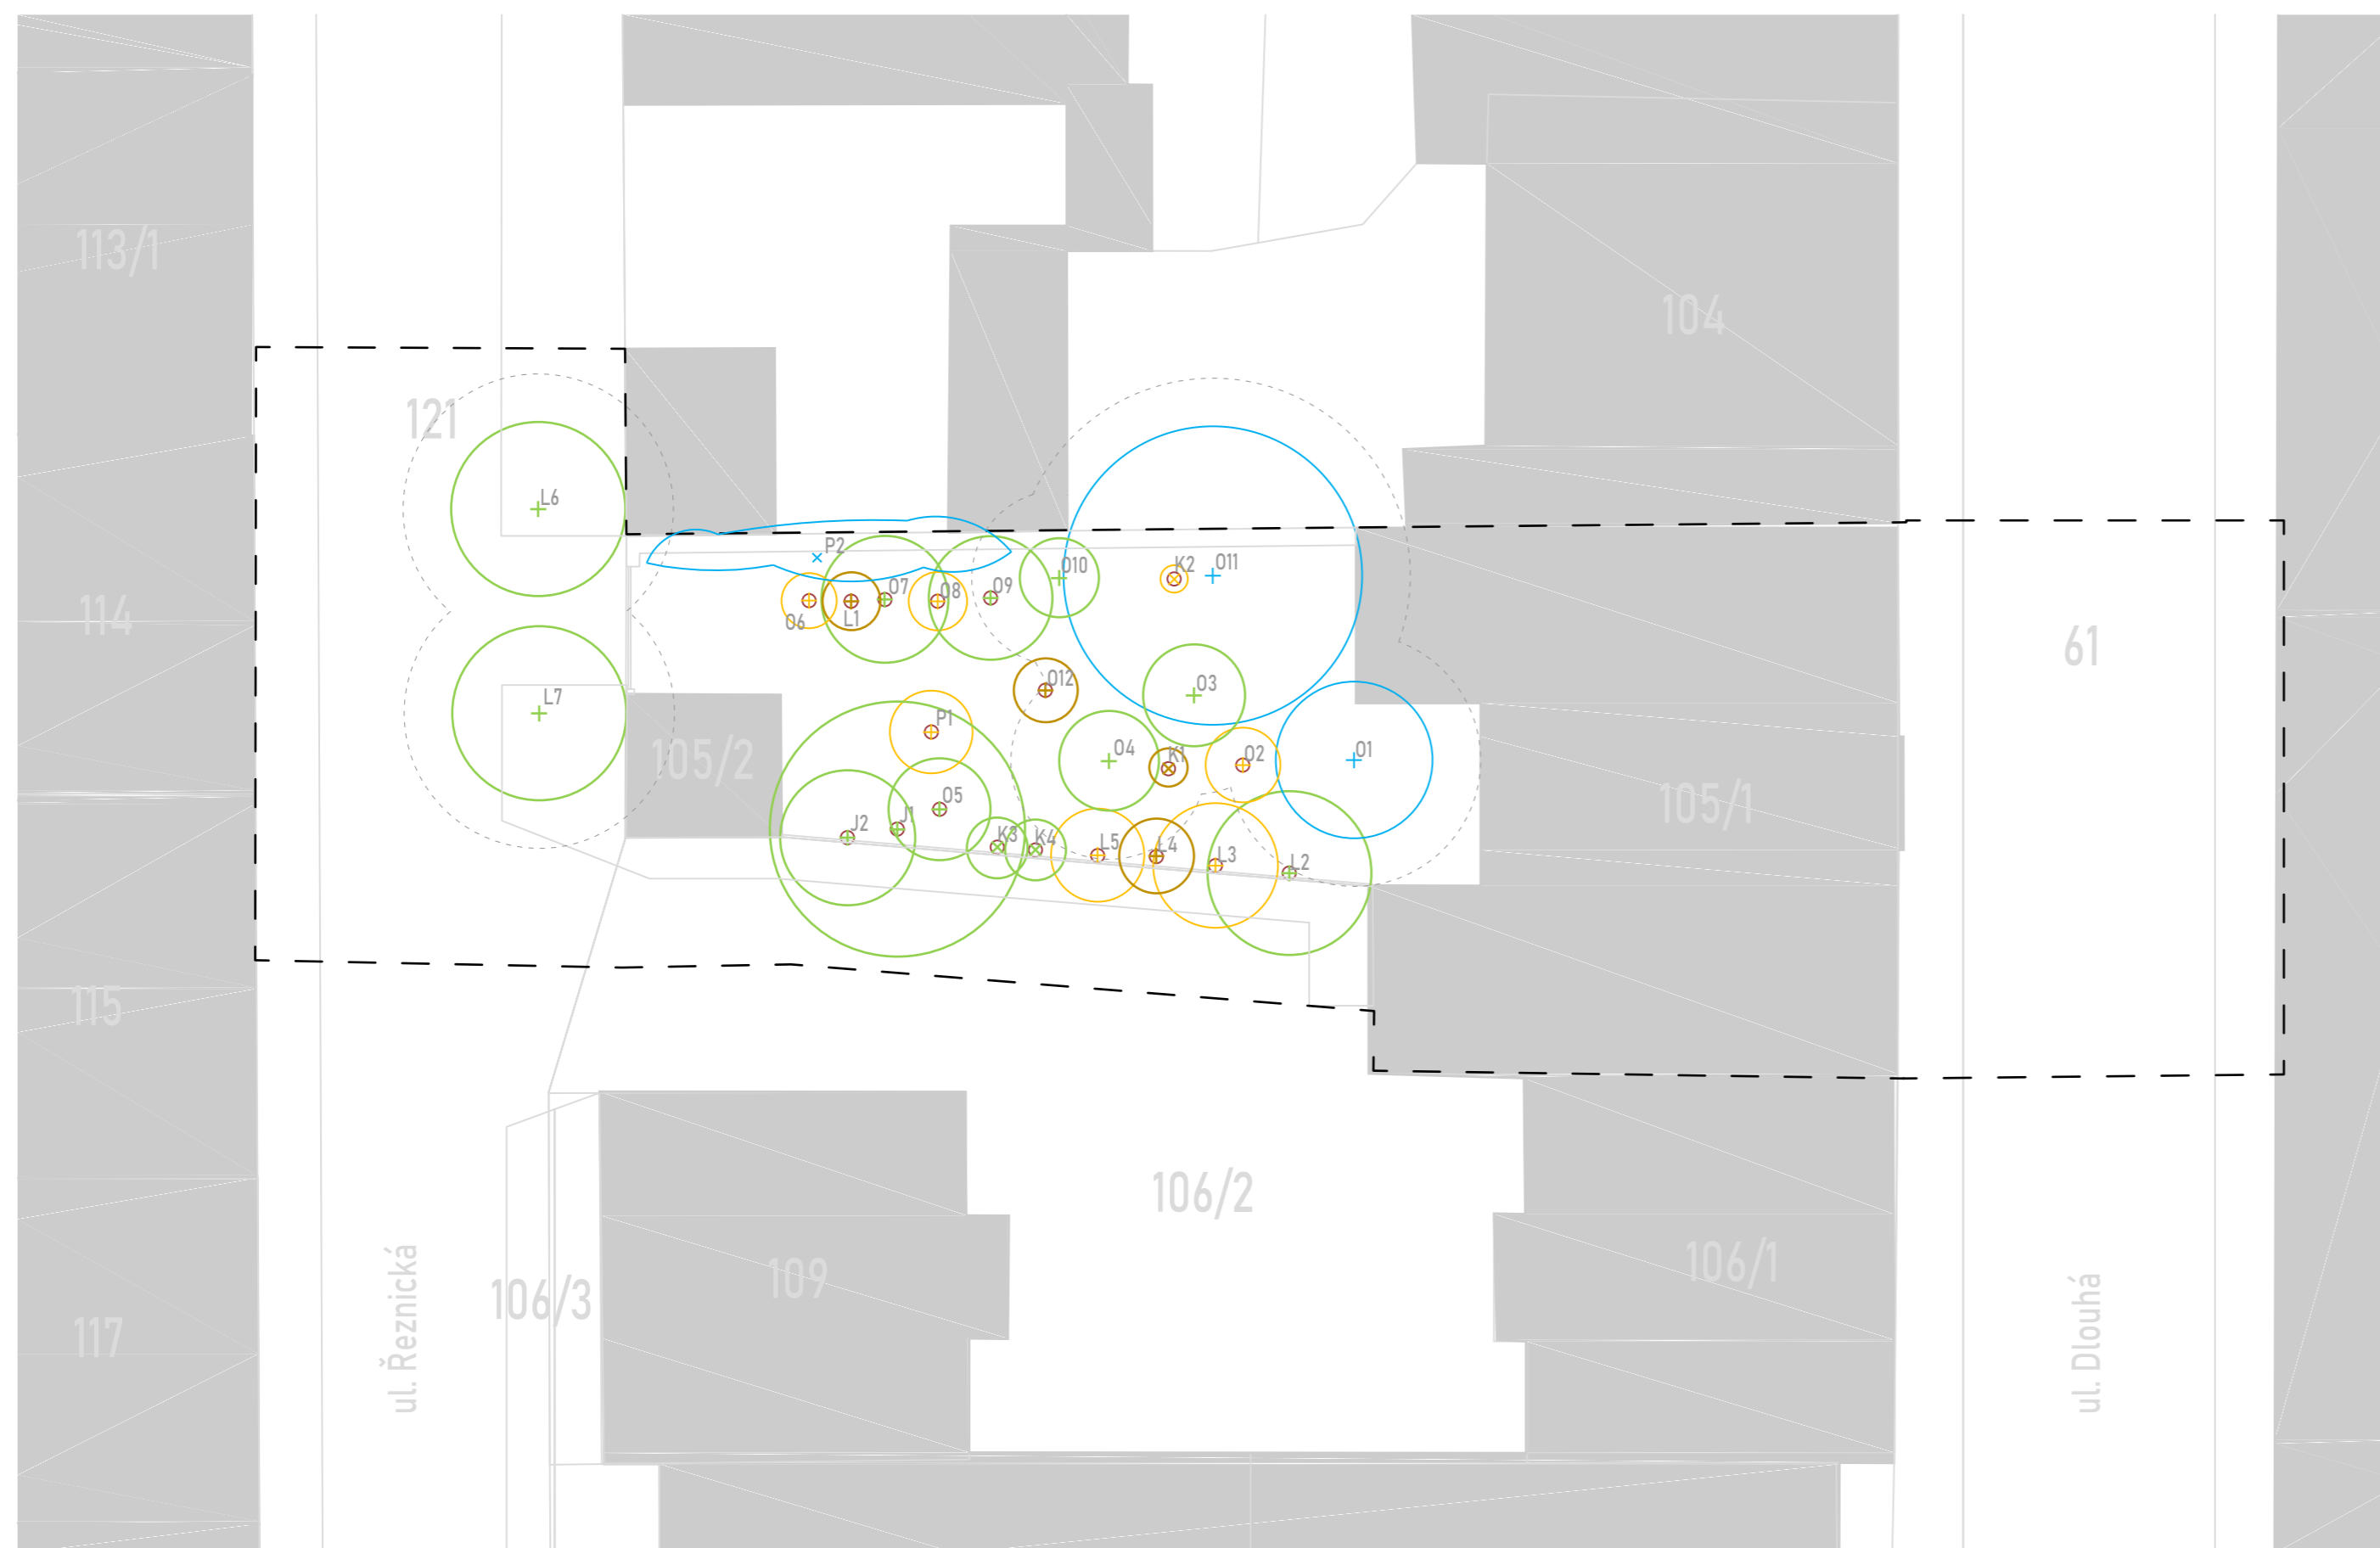 113/1
104
121
L6
P2
O10
K2
O11
O7
O8
O9
O6
L1
114
61
O12
O3
L7
P1
105/2
O4
K1
O2
O1
O5
105/1
J1
J2
K3
K4
L5
L4
L3
L2
115
106/2
106/3
109
106/1
117
ul. Řeznická
ul. Dlouhá